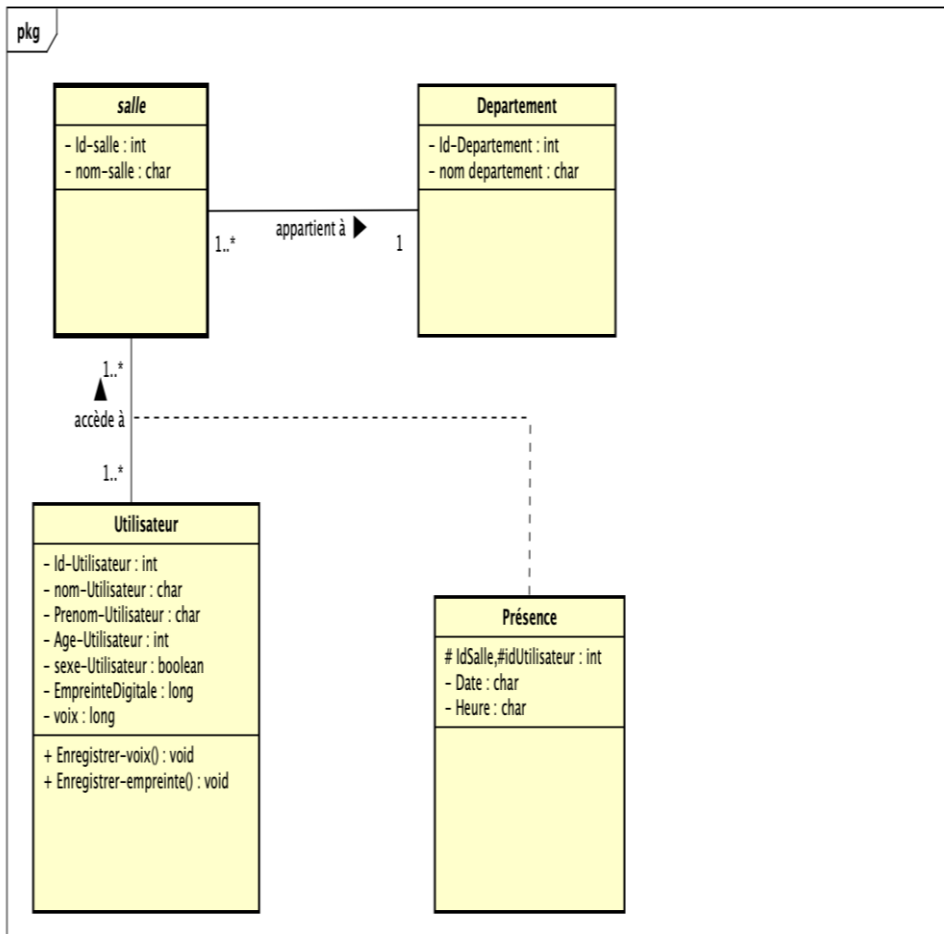 pkg
salle
- Id-salle : int
- nom-salle : char
Departement
- Id-Departement : int
- nom departement : char
appartient à
1..*
1
1..*
accède à
1..*
Utilisateur
- Id-Utilisateur : int
- nom-Utilisateur : char
- Prenom-Utilisateur : char
- Age-Utilisateur : int
- sexe-Utilisateur : boolean
- EmpreinteDigitale : long
- voix : long
+ Enregistrer-voix() : void
+ Enregistrer-empreinte() : void
Présence
# IdSalle,#idUtilisateur : int
- Date : char
- Heure : char